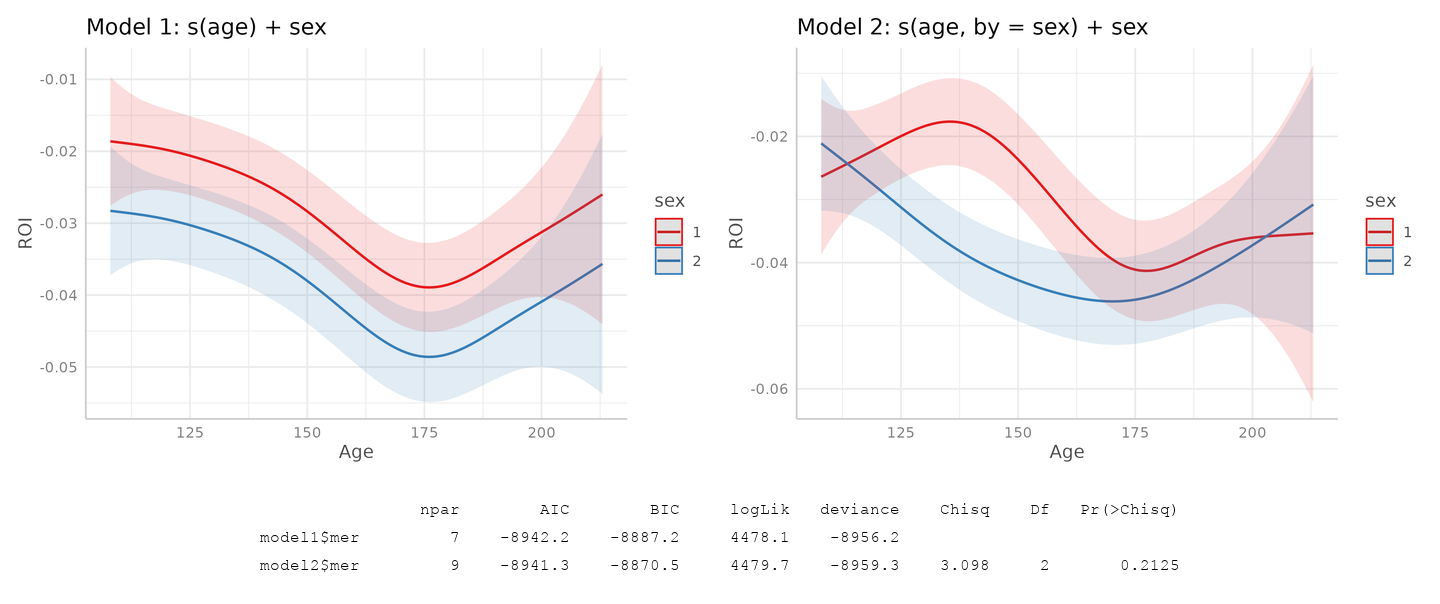 Model 1: s(age) + sex
-0.01
-0.02
-0.03
-0.04
-0.05
ROI
125 150 175 200
Age
sex
1
2
Model 2: s(age, by = sex) + sex
-0.02
-0.04
-0.06
ROI
125 150 175 200
Age
sex
1
2
npar AIC BIC logLik deviance Chisq Df Pr(>Chisq)
model1$mer 7 -8942.2 -8887.2 4478.1 -8956.2
model2$mer 9 -8941.3 -8870.5 4479.7 -8959.3 3.098 2 0.2125